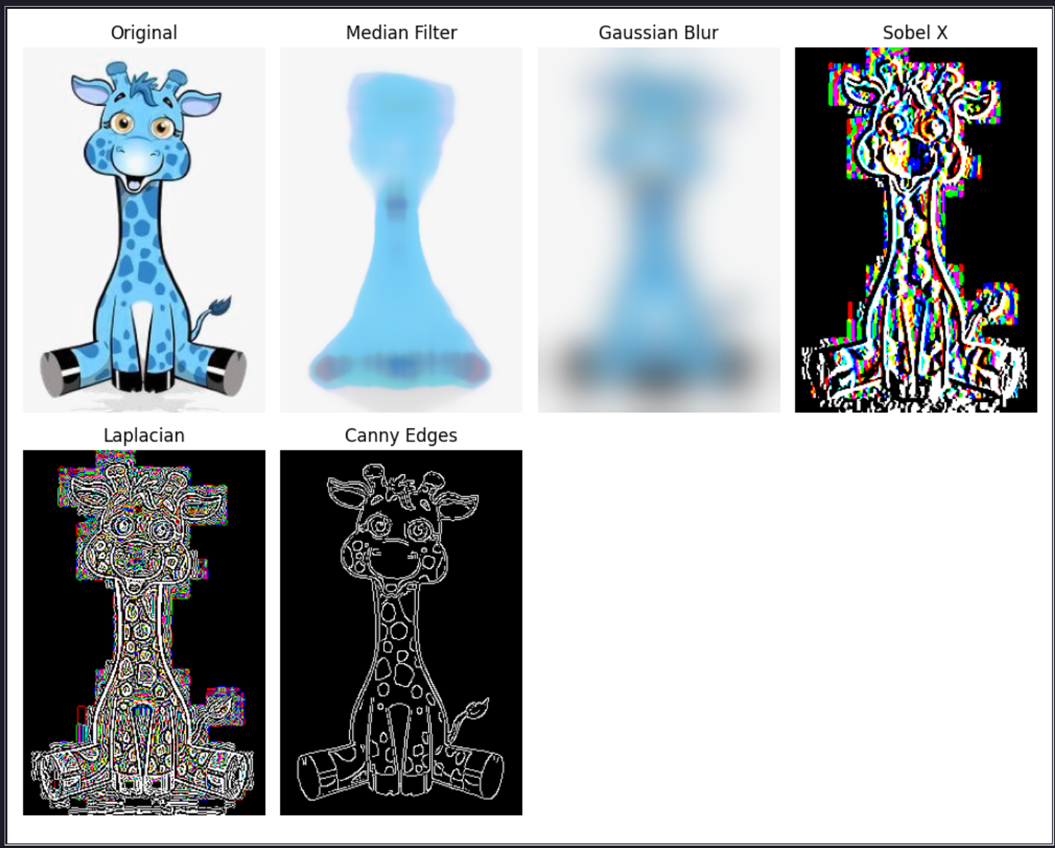 Original
Median Filter
Gaussian Blur
Sobel X
Laplacian
Canny Edges